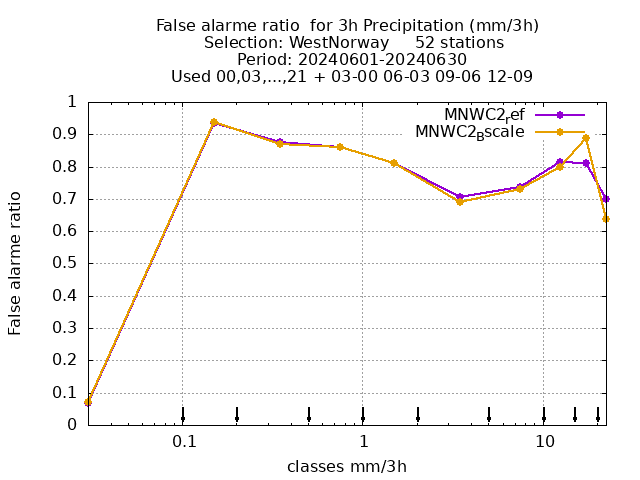 False alarme ratio  for 3h Precipitation (mm/3h)
Selection: WestNorway     52 stations
Period: 20240601-20240630
Used 00,03,...,21 + 03-00 06-03 09-06 12-09
MNWC2_ref
MNWC2_Bscale
1
0.9
0.8
0.7
0.6
0.5
0.4
0.3
0.2
0.1
0
False alarme ratio
0.1
1
10
classes mm/3h